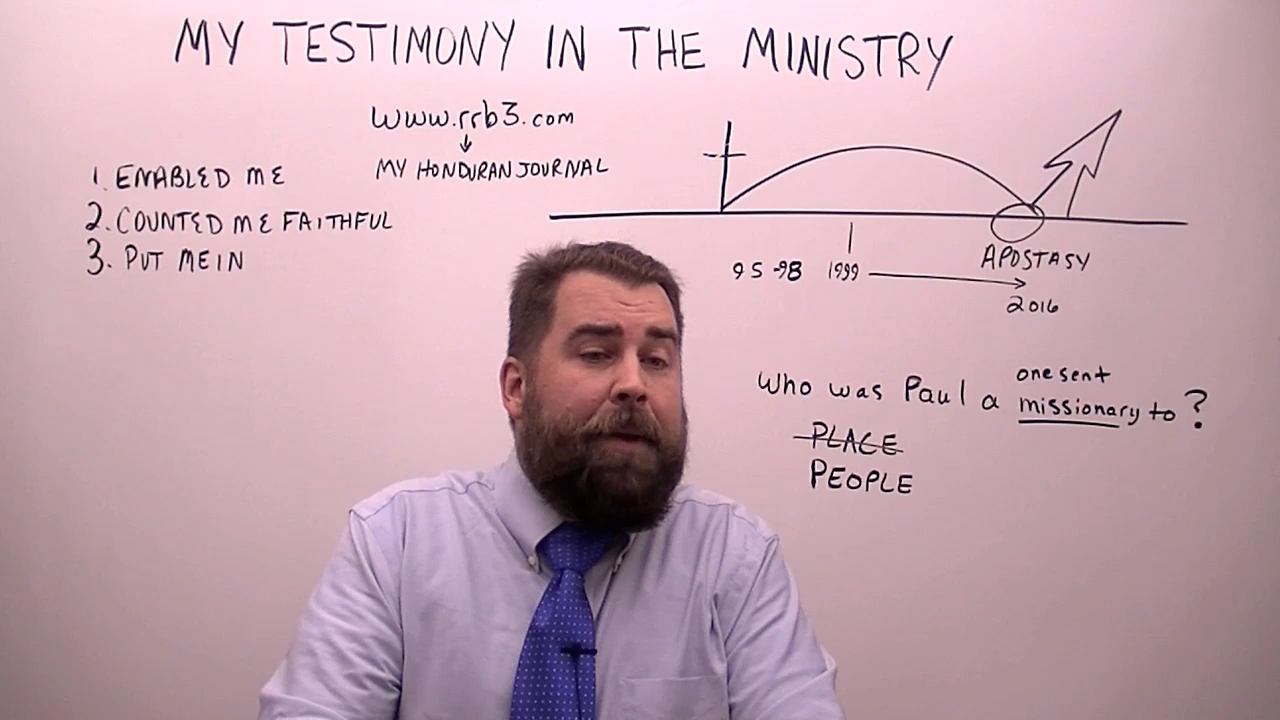 MY TESTIMONY IN THE MINISTRY
www.rrb3.com
MY HONDURAN JOURNAL
1. ENABLED ME
2. COUNTED ME FAITHFUL
3. PUT ME IN
95-98 1999
APOSTASY
2016
one sent
Who was Paul a missionary to?
PLACE
PEOPLE